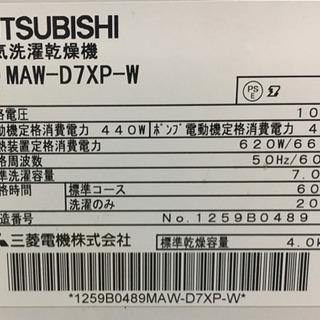 TSUBISHI
気洗濯乾燥機
MAW-D7XP-W
PS E
格電圧 10
動機定格消費電力 440W ポンプ電動機定格消費電力 4
熱装置定格消費電力 620W/66
格周波数 50Hz/60
準洗濯容量 7.0
格時間 標準コース 60
洗濯のみ 20
造番号 No.1259B0489
三菱電機株式会社 標準乾燥容量 4.0k
*1259B0489MAW-D7XP-W*